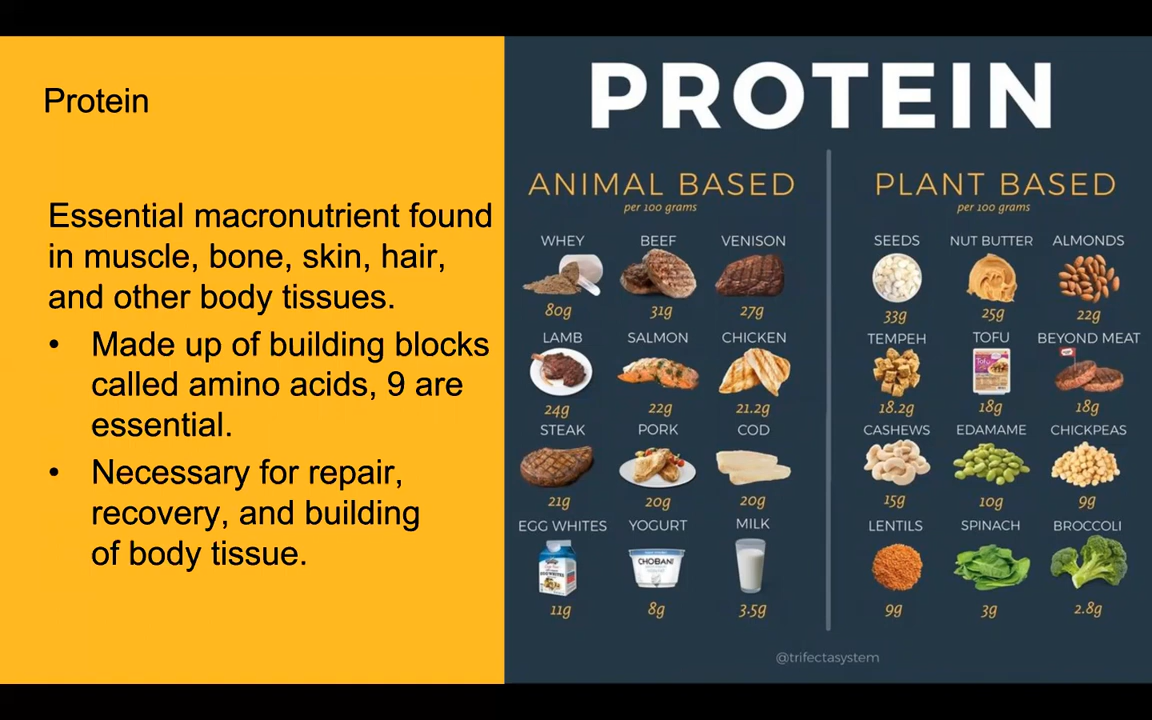 Protein
Essential macronutrient found
in muscle, bone, skin, hair,
and other body tissues.
• Made up of building blocks
called amino acids, 9 are
essential.
• Necessary for repair,
recovery, and building
of body tissue.
PROTEIN
ANIMAL BASED
per 100 grams
WHEY BEEF VENISON
80g 31g 27g
LAMB SALMON CHICKEN
24g 22g 21.2g
STEAK PORK COD
21g 20g 20g
EGG WHITES YOGURT MILK
CHOBANI
EGG WHITES
11g 8g 3.5g
PLANT BASED
per 100 grams
SEEDS NUT BUTTER ALMONDS
33g 25g 22g
TEMPEH TOFU BEYOND MEAT
Tofu
18.2g 18g 18g
CASHEWS EDAMAME CHICKPEAS
15g 10g 9g
LENTILS SPINACH BROCCOLI
9g 3g 2.8g
@trifectasystem